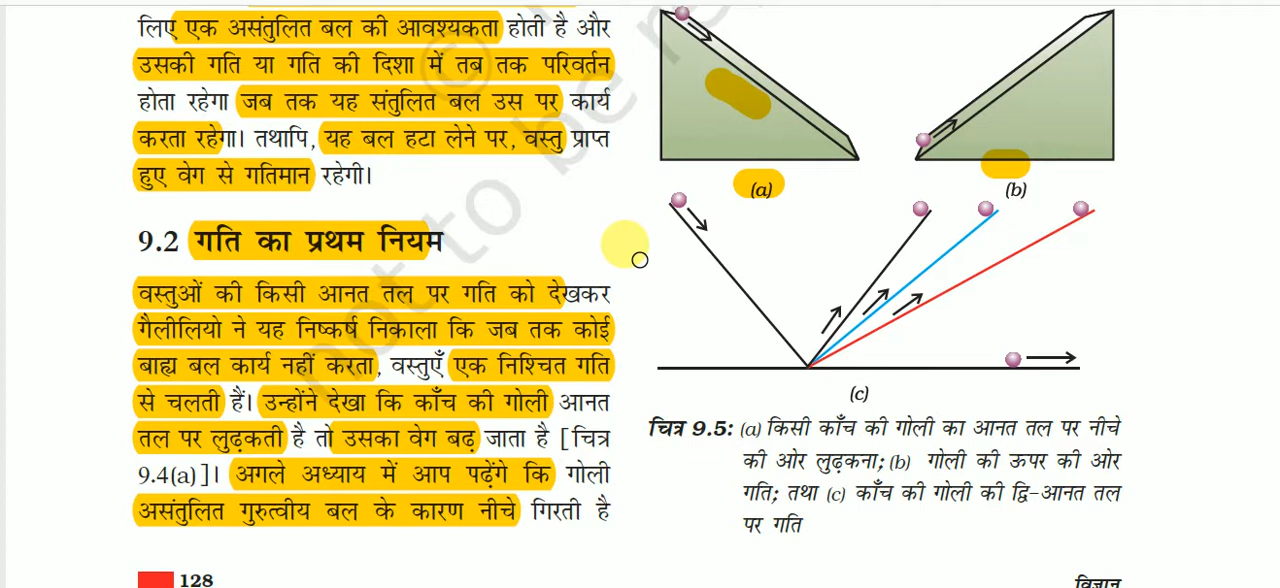 लिए एक असंतुलित बल की आवश्यकता होती है और
उसकी गति या गति की दिशा में तब तक परिवर्तन
होता रहेगा जब तक यह संतुलित बल उस पर कार्य
करता रहेगा। तथापि, यह बल हटा लेने पर, वस्तु प्राप्त
हुए वेग से गतिमान रहेगी।
9.2 गति का प्रथम नियम
वस्तुओं की किसी आनत तल पर गति को देखकर
गैलीलियो ने यह निष्कर्ष निकाला कि जब तक कोई
बाह्य बल कार्य नहीं करता, वस्तुएँ एक निश्चित गति
से चलती हैं। उन्होंने देखा कि काँच की गोली आनत
तल पर लुढ़कती है तो उसका वेग बढ़ जाता है [चित्र
9.4(a)]। अगले अध्याय में आप पढ़ेंगे कि गोली
असंतुलित गुरुत्वीय बल के कारण नीचे गिरती है
(a)
(b)
(c)
चित्र 9.5: (a) किसी काँच की गोली का आनत तल पर नीचे
की ओर लुढ़कना; (b) गोली की ऊपर की ओर
गति; तथा (c) काँच की गोली की द्वि-आनत तल
पर गति
128
विज्ञान
© not to be re